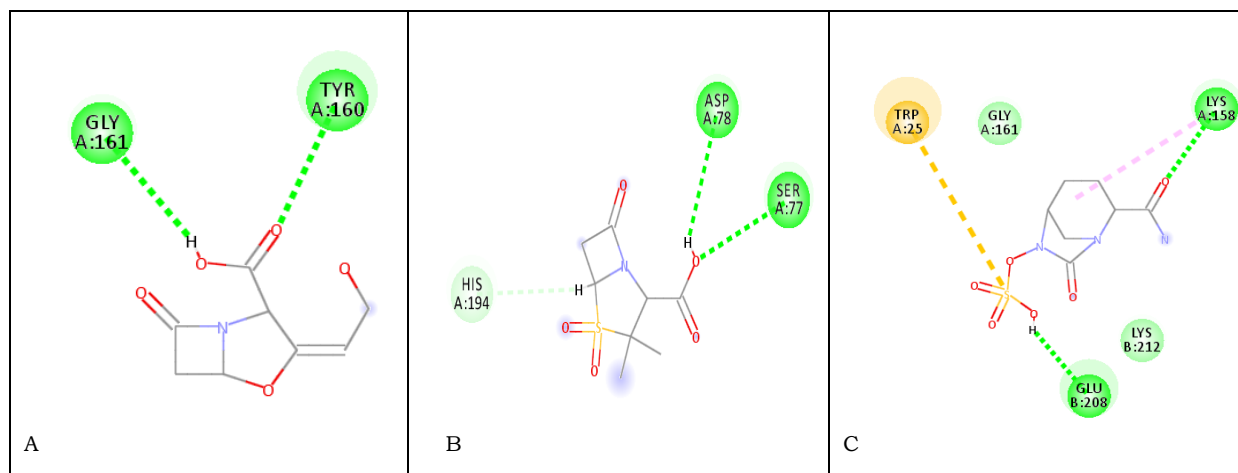 GLY
A:161
TYR
A:160
H
O
O
O
O
N
O
A
ASP
A:78
SER
A:77
HIS
A:194
O
H
O
N
H
O
S
O
O
B
TRP
A:25
GLY
A:161
LYS
A:158
O
N
N
N
O
O
S
O
O
O
H
LYS
B:212
GLU
B:208
C